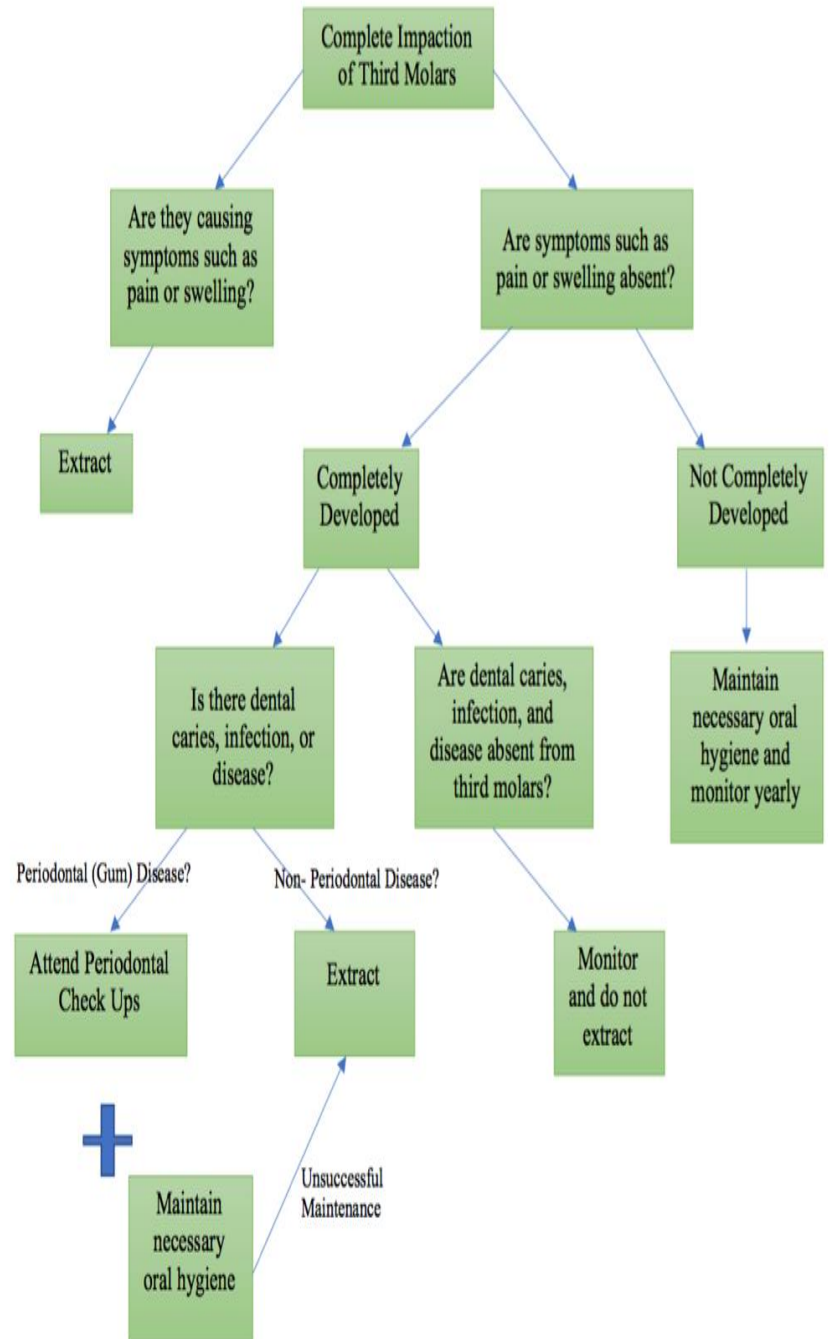 Complete Impaction
of Third Molars
Are they causing
symptoms such as
pain or swelling?
Are symptoms such as
pain or swelling absent?
Extract
Completely
Developed
Not Completely
Developed
Is there dental
caries, infection, or
disease?
Are dental caries,
infection, and
disease absent from
third molars?
Maintain
necessary oral
hygiene and
monitor yearly
Periodontal (Gum) Disease?
Non- Periodontal Disease?
Attend Periodontal
Check Ups
Extract
Monitor
and do not
extract
Maintain
necessary
oral hygiene
Unsuccessful
Maintenance